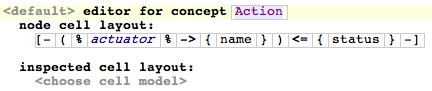 <default> editor for concept Action
node cell layout:
[- ( % actuator % -> { name } ) <= { status } -]
inspected cell layout:
<choose cell model>